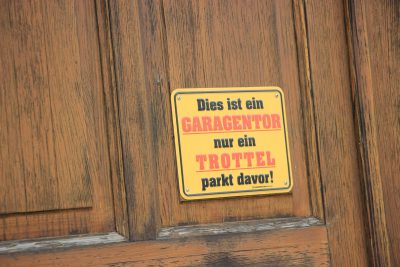 Dies ist ein
GARAGENTOR
nur ein
TROTTEL
parkt davor!